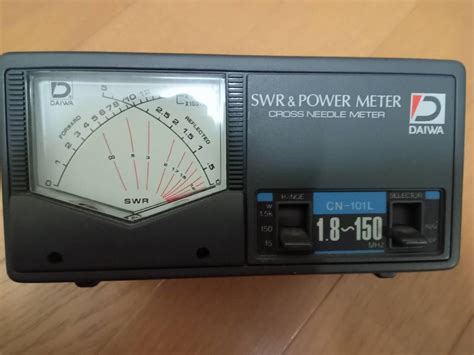 DAIWA
FORWARD
REFLECTED
SWR
SWR & POWER METER
CROSS NEEDLE METER
DAIWA
RANGE
SELECTOR
CN-101L
W
1.5K
150
15
1.8~150
MHz